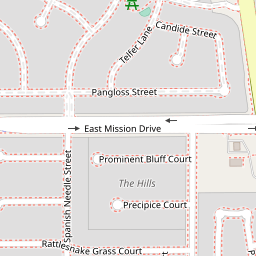 Candide Street
Telfer Lane
Pangloss Street
East Mission Drive
Spanish Needle Street
Prominent Bluff Court
The Hills
Precipice Court
Rattlesnake Grass Court